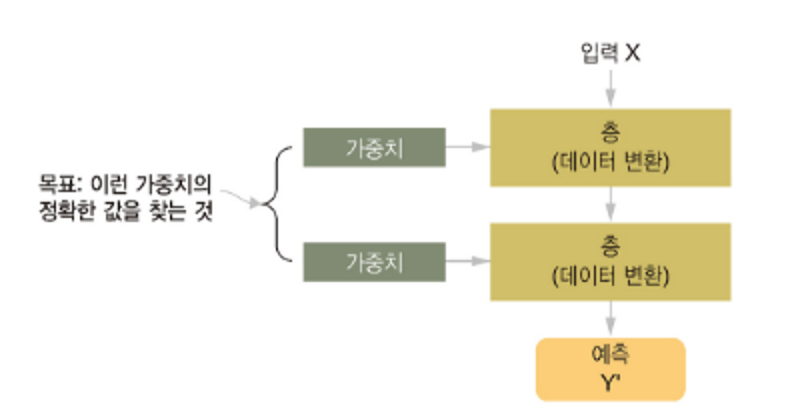 입력 X
가중치
층
(데이터 변환)
목표: 이런 가중치의
정확한 값을 찾는 것
가중치
층
(데이터 변환)
예측
Y'